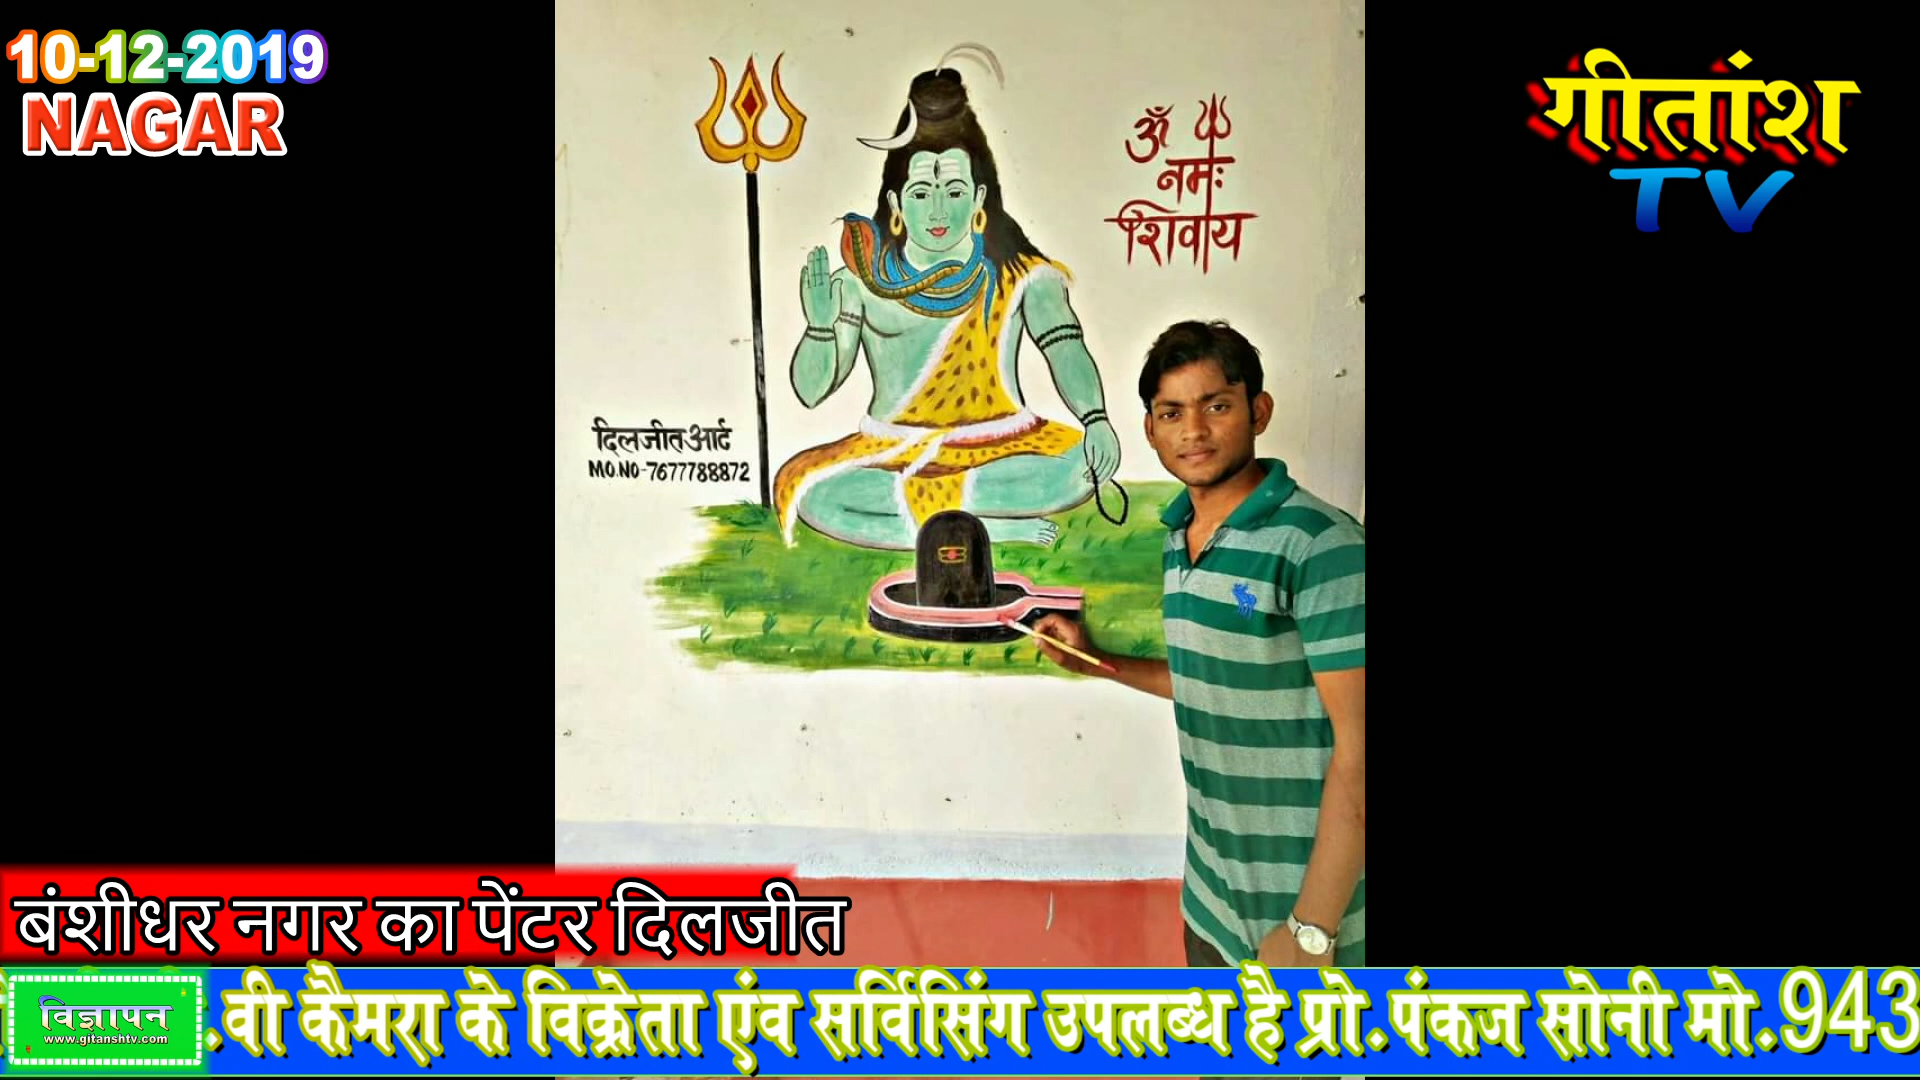 10-12-2019
NAGAR
गीतांश
TV
ॐ
नमः
शिवाय
दिलजीत आर्ट
MO.NO-7677788872
बंशीधर नगर का पेंटर दिलजीत
विज्ञापन
www.gitanshtv.com
.वी कैमरा के विक्रेता एंव सर्विसिंग उपलब्ध है प्रो.पंकज सोनी मो.943